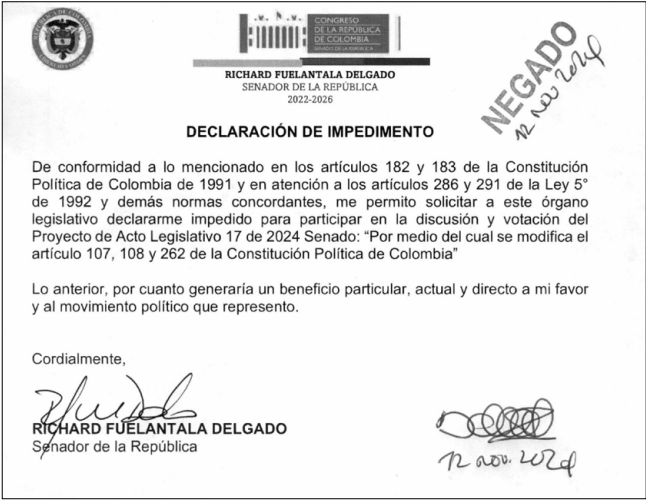 CONGRESO
DE LA REPÚBLICA
DE COLOMBIA
SENADO DE LA REPÚBLICA
RICHARD FUELANTALA DELGADO
SENADOR DE LA REPÚBLICA
2022-2026
NEGADO
12 nov 2024
DECLARACIÓN DE IMPEDIMENTO
De conformidad a lo mencionado en los artículos 182 y 183 de la Constitución
Política de Colombia de 1991 y en atención a los artículos 286 y 291 de la Ley 5°
de 1992 y demás normas concordantes, me permito solicitar a este órgano
legislativo declararme impedido para participar en la discusión y votación del
Proyecto de Acto Legislativo 17 de 2024 Senado: “Por medio del cual se modifica el
artículo 107, 108 y 262 de la Constitución Política de Colombia”
Lo anterior, por cuanto generaría un beneficio particular, actual y directo a mi favor
y al movimiento político que represento.
Cordialmente,
RICHARD FUELANTALA DELGADO
Senador de la República
12 nov. 2024